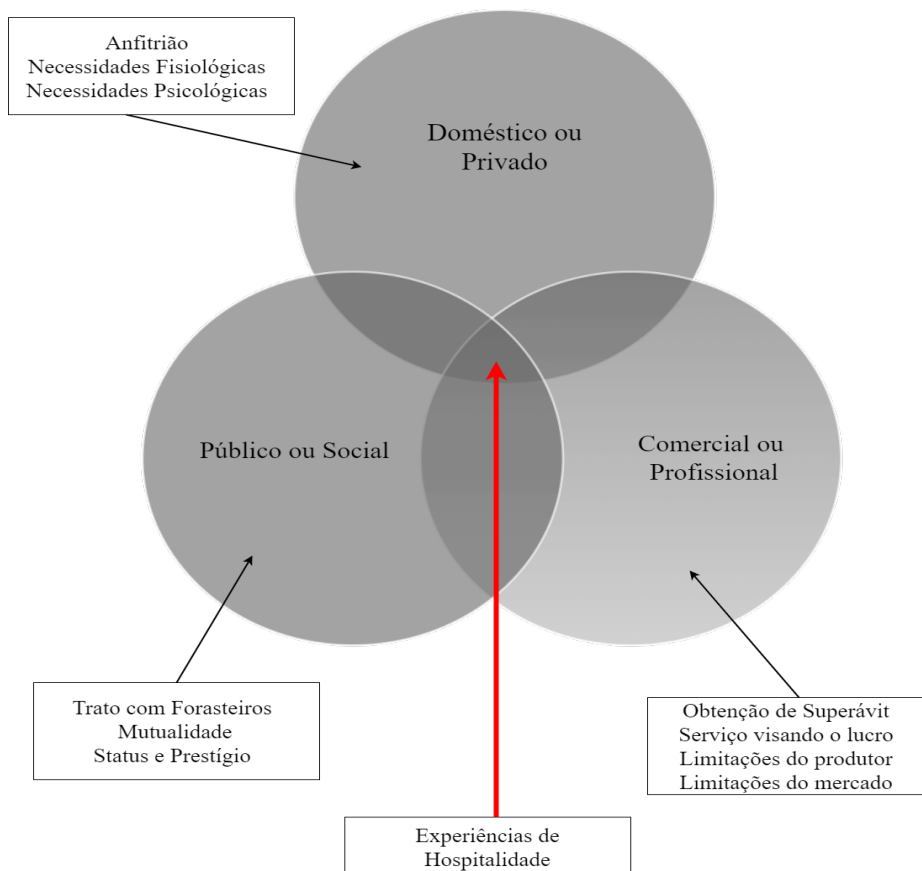 Anfitrião
Necessidades Fisiológicas
Necessidades Psicológicas
Doméstico ou
Privado
Público ou Social
Comercial ou
Profissional
Trato com Forasteiros
Mutualidade
Status e Prestígio
Obtenção de Superávit
Serviço visando o lucro
Limitações do produtor
Limitações do mercado
Experiências de
Hospitalidade